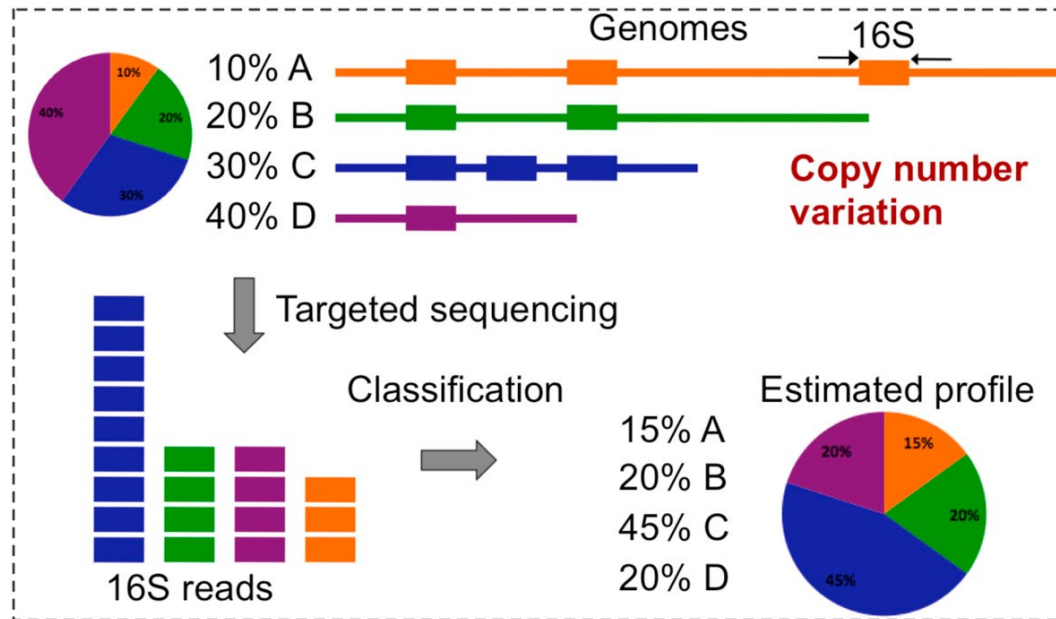 Genomes
16S
10% A
20% B
30% C
40% D
10%
20%
30%
40%
Copy number
variation
Targeted sequencing
Classification
16S reads
Estimated profile
15% A
20% B
45% C
20% D
15%
20%
45%
20%